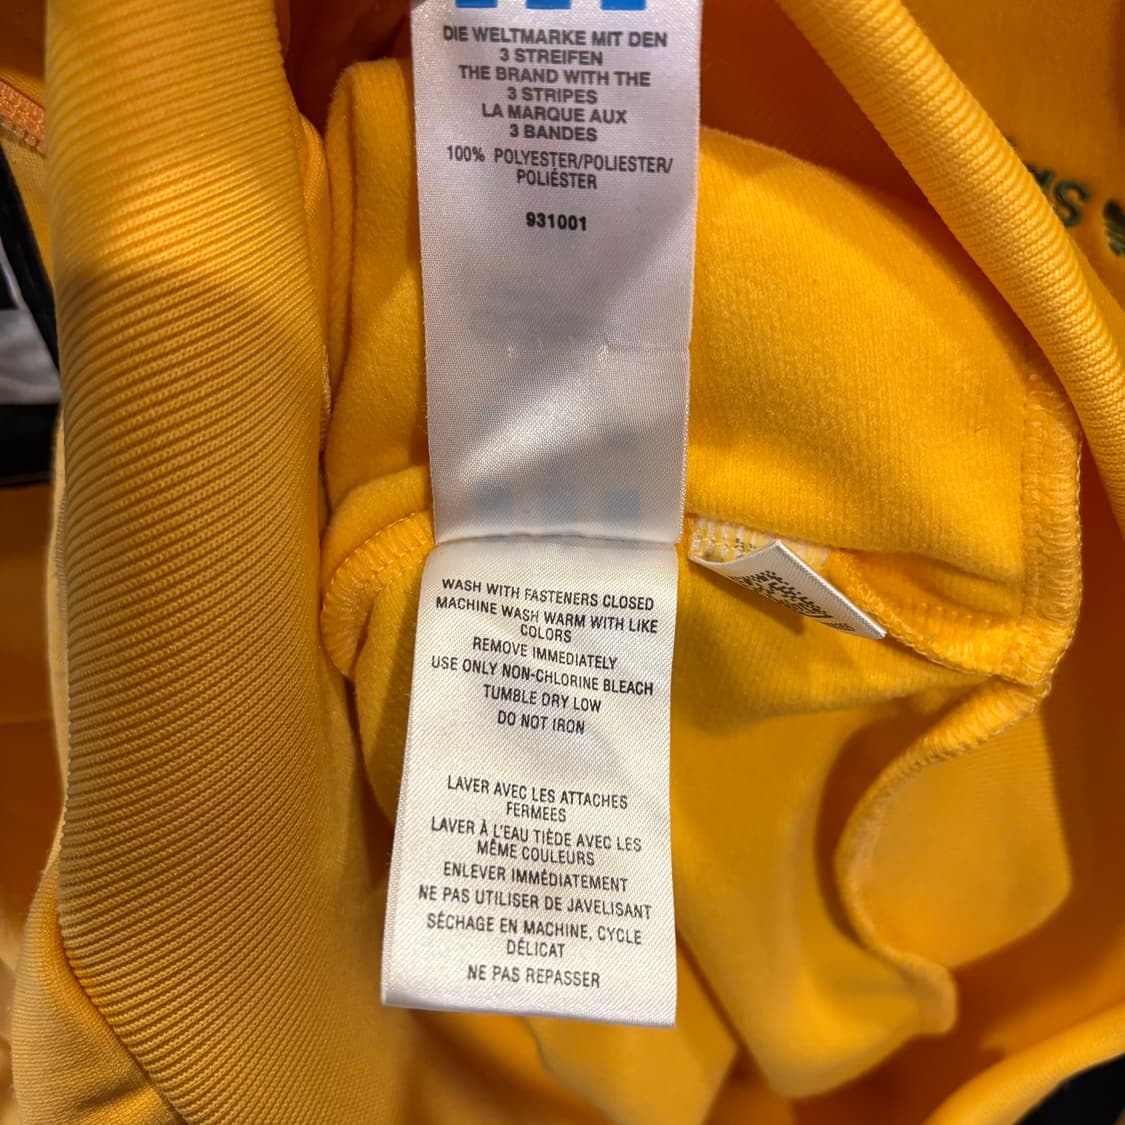 DIE WELTMARKE MIT DEN
3 STREIFEN
THE BRAND WITH THE
3 STRIPES
LA MARQUE AUX
3 BANDES
100% POLYESTER/POLIESTER/
POLIÉSTER
931001
WASH WITH FASTENERS CLOSED
MACHINE WASH WARM WITH LIKE
COLORS
REMOVE IMMEDIATELY
USE ONLY NON-CHLORINE BLEACH
TUMBLE DRY LOW
DO NOT IRON
LAVER AVEC LES ATTACHES
FERMEES
LAVER À L'EAU TIÈDE AVEC LES
MÊME COULEURS
ENLEVER IMMÉDIATEMENT
NE PAS UTILISER DE JAVELISANT
SÉCHAGE EN MACHINE, CYCLE
DÉLICAT
NE PAS REPASSER